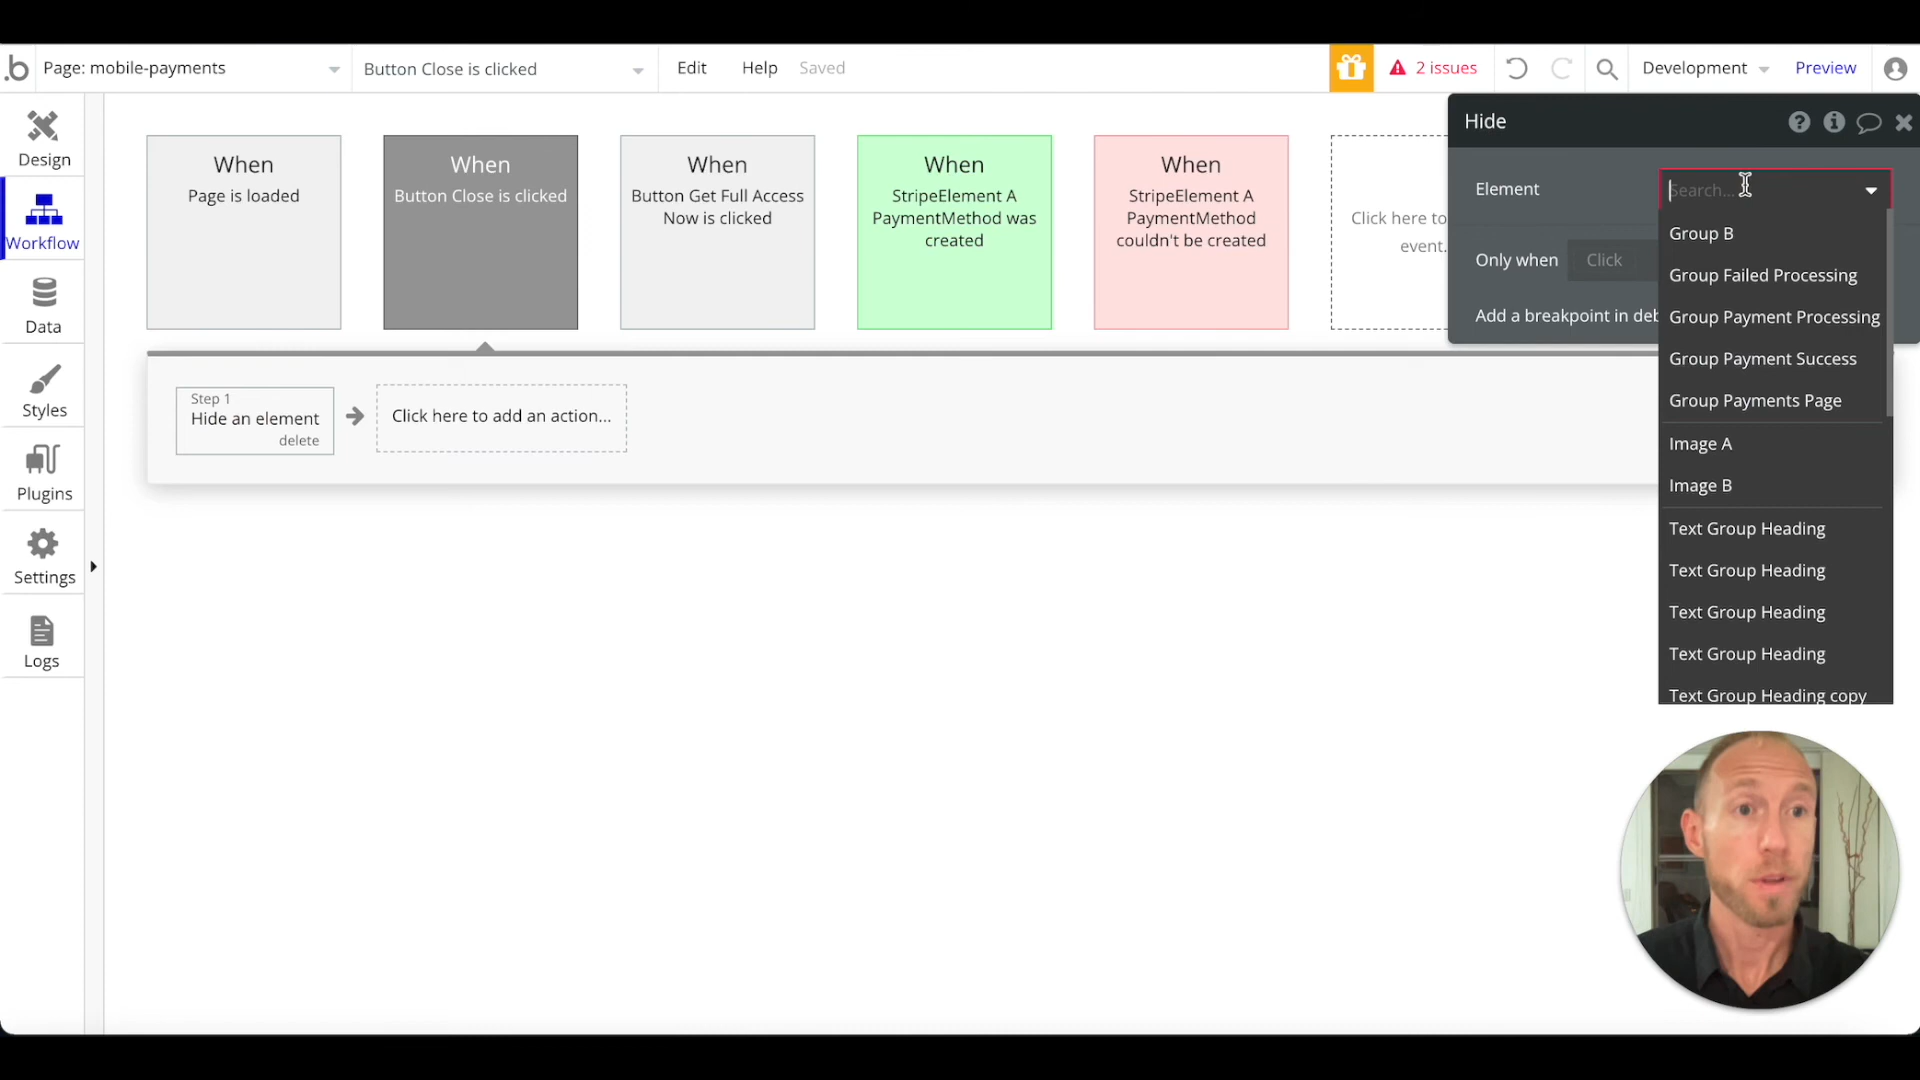 .b
Page: mobile-payments
Button Close is clicked
Edit
Help
Saved
2 issues
Development
Preview
Design
Workflow
Data
Styles
Plugins
Settings
Logs
When
Page is loaded
When
Button Close is clicked
When
Button Get Full Access
Now is clicked
When
StripeElement A
PaymentMethod was
created
When
StripeElement A
PaymentMethod
couldn't be created
Click here to
event.
Step 1
Hide an element
delete
Click here to add an action...
Hide
Element
Search...
Only when
Click
Add a breakpoint in deb
Group B
Group Failed Processing
Group Payment Processing
Group Payment Success
Group Payments Page
Image A
Image B
Text Group Heading
Text Group Heading
Text Group Heading
Text Group Heading
Text Group Heading copy